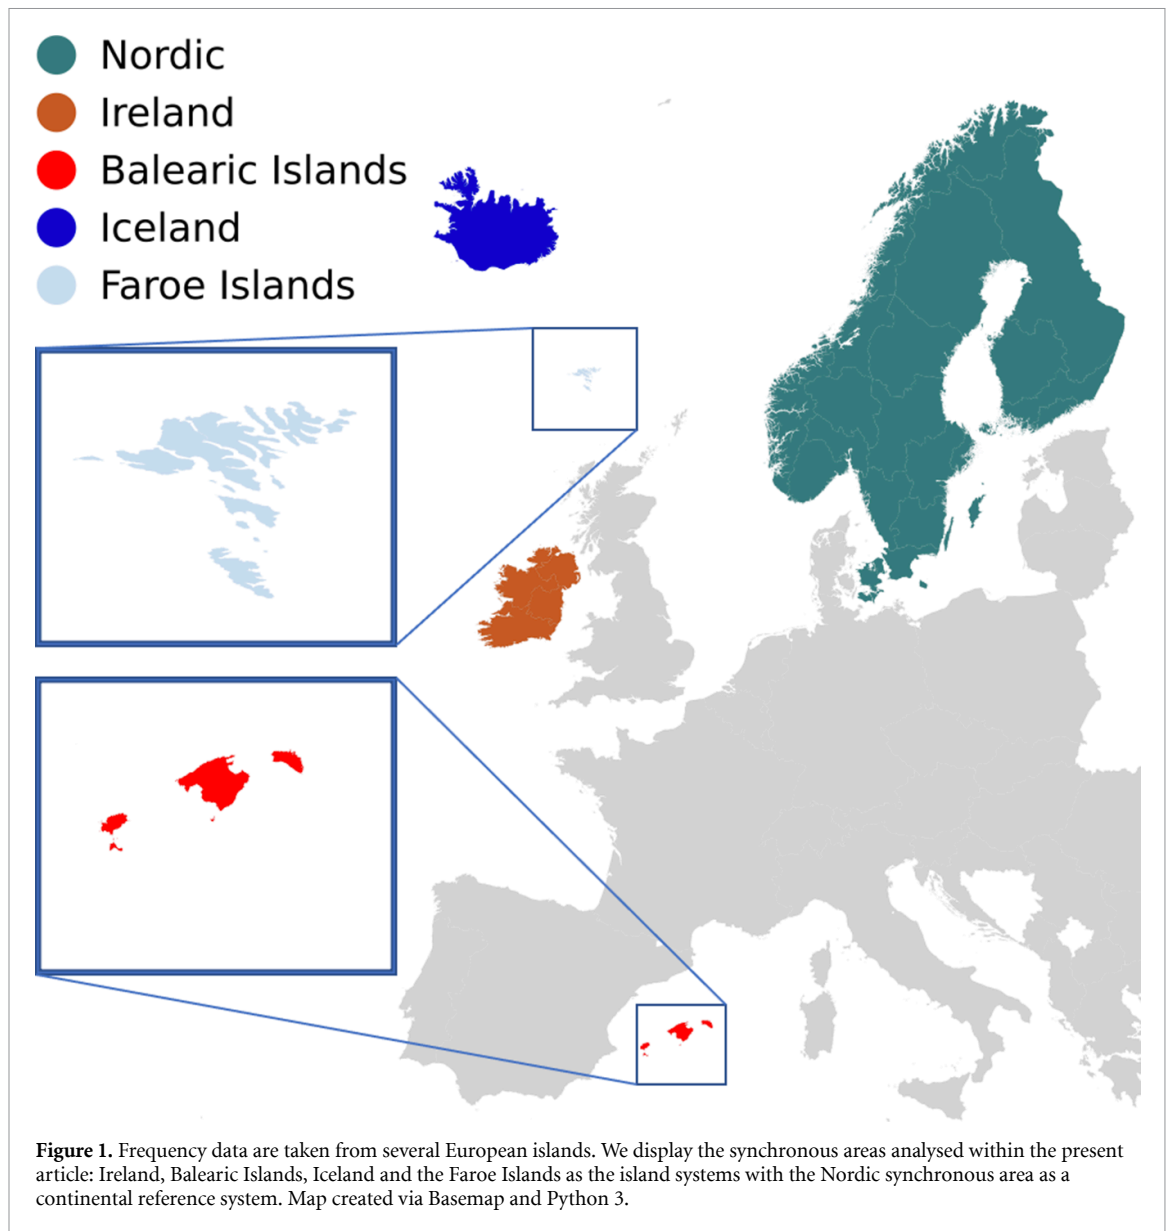 Nordic
Ireland
Balearic Islands
Iceland
Faroe Islands
Figure 1. Frequency data are taken from several European islands. We display the synchronous areas analysed within the present
article: Ireland, Balearic Islands, Iceland and the Faroe Islands as the island systems with the Nordic synchronous area as a
continental reference system. Map created via Basemap and Python 3.